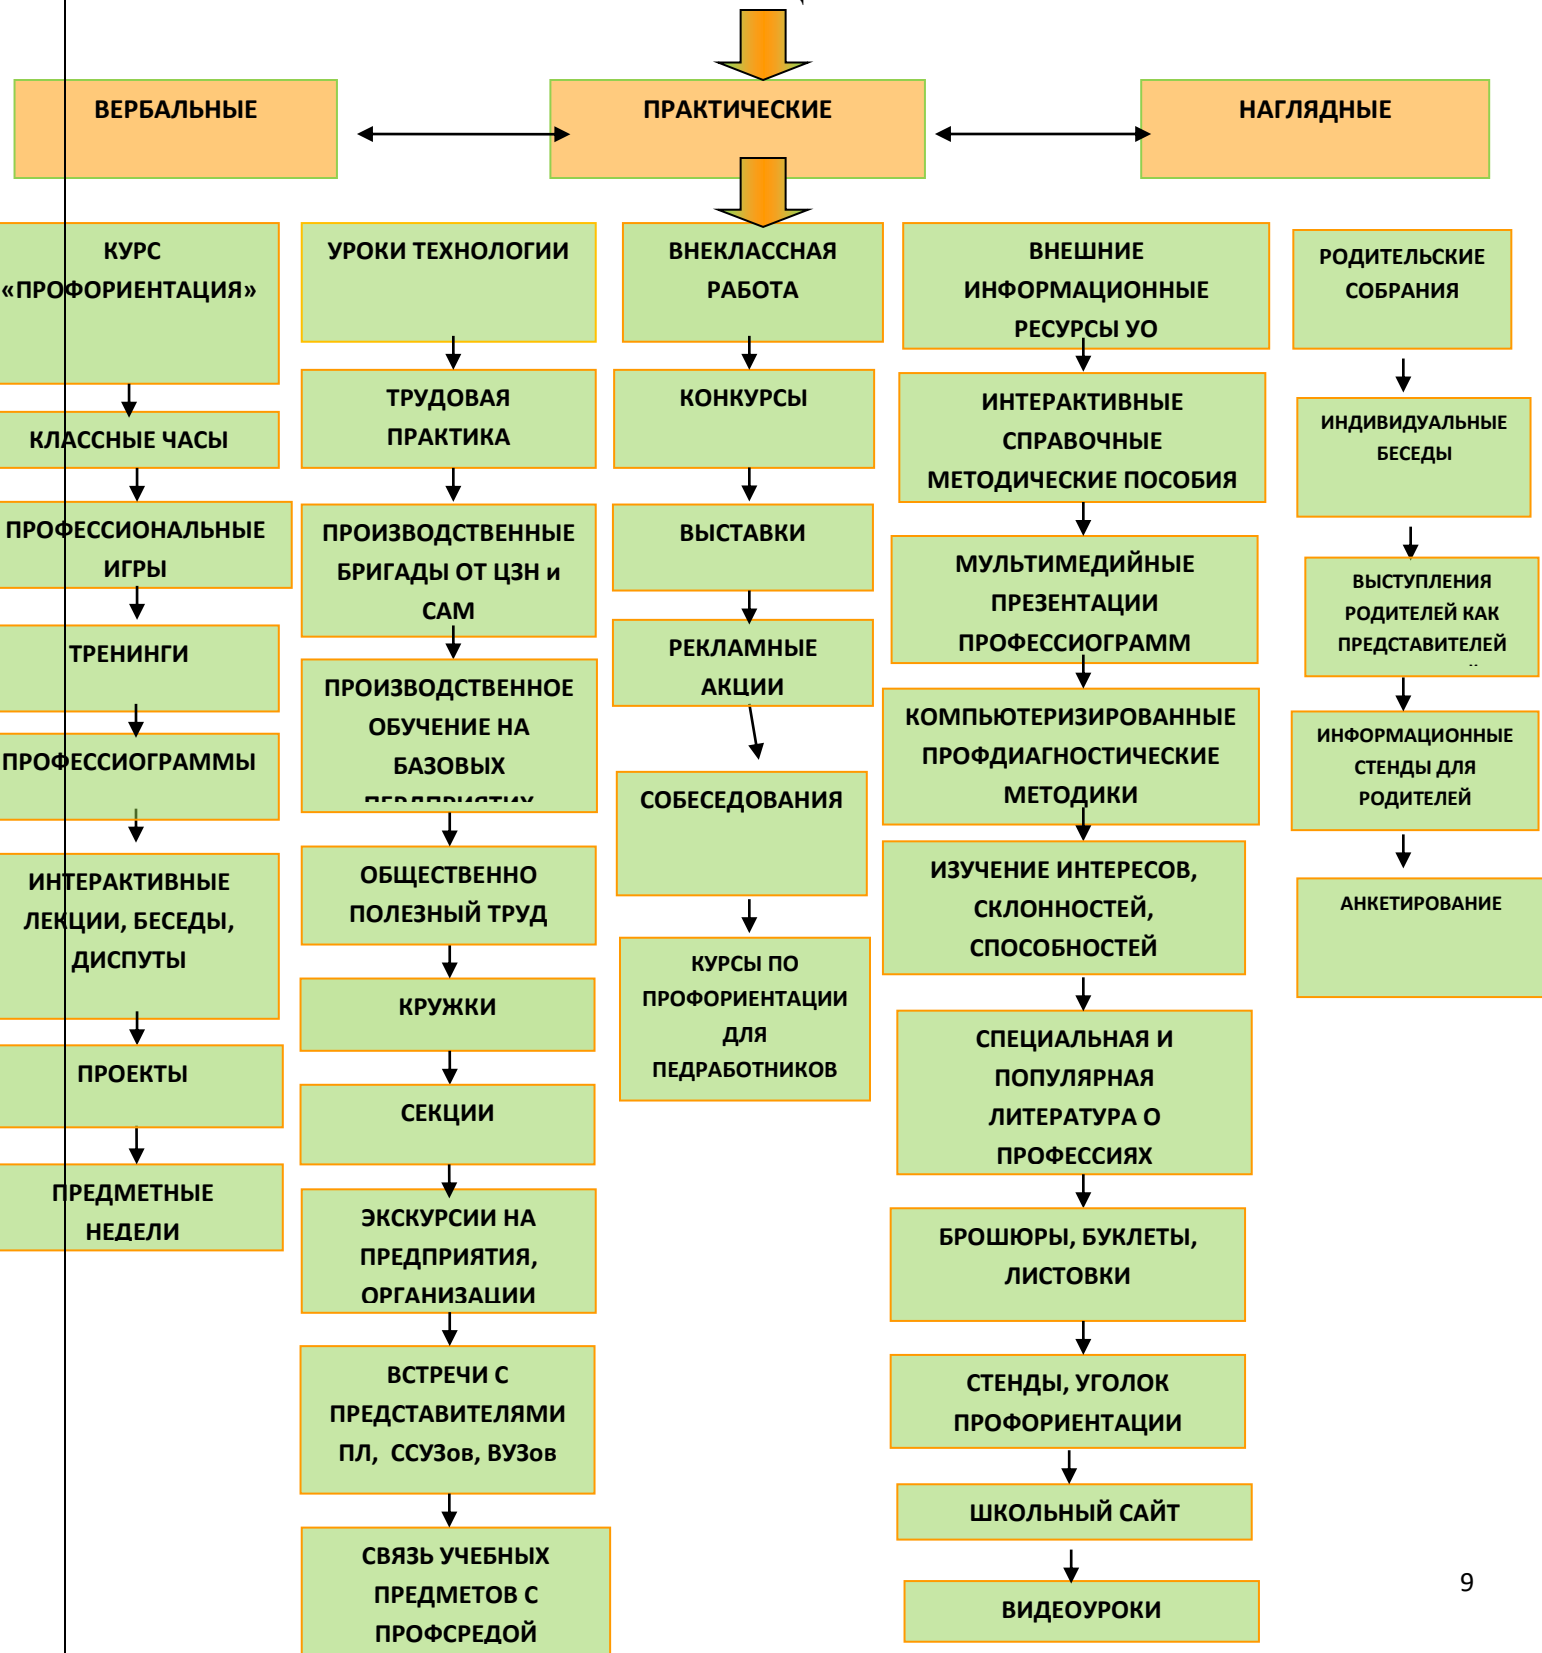 ВЕРБАЛЬНЫЕ
ПРАКТИЧЕСКИЕ
НАГЛЯДНЫЕ
КУРС
«ПРОФОРИЕНТАЦИЯ»
КЛАССНЫЕ ЧАСЫ
ПРОФЕССИОНАЛЬНЫЕ
ИГРЫ
ТРЕНИНГИ
ПРОФЕССИОГРАММЫ
ИНТЕРАКТИВНЫЕ
ЛЕКЦИИ, БЕСЕДЫ,
ДИСПУТЫ
ПРОЕКТЫ
ПРЕДМЕТНЫЕ
НЕДЕЛИ
УРОКИ ТЕХНОЛОГИИ
ТРУДОВАЯ
ПРАКТИКА
ПРОИЗВОДСТВЕННЫЕ
БРИГАДЫ ОТ ЦЗН и
САМ
ПРОИЗВОДСТВЕННОЕ
ОБУЧЕНИЕ НА
БАЗОВЫХ
ОБЩЕСТВЕННО
ПОЛЕЗНЫЙ ТРУД
КРУЖКИ
СЕКЦИИ
ЭКСКУРСИИ НА
ПРЕДПРИЯТИЯ,
ОРГАНИЗАЦИИ
ВСТРЕЧИ С
ПРЕДСТАВИТЕЛЯМИ
ПЛ, ССУЗов, ВУЗов
СВЯЗЬ УЧЕБНЫХ
ПРЕДМЕТОВ С
ПРОФСРЕДОЙ
ВНЕКЛАССНАЯ
РАБОТА
КОНКУРСЫ
ВЫСТАВКИ
РЕКЛАМНЫЕ
АКЦИИ
СОБЕСЕДОВАНИЯ
КУРСЫ ПО
ПРОФОРИЕНТАЦИИ
ДЛЯ
ПЕДРАБОТНИКОВ
ВНЕШНИЕ
ИНФОРМАЦИОННЫЕ
РЕСУРСЫ УО
ИНТЕРАКТИВНЫЕ
СПРАВОЧНЫЕ
МЕТОДИЧЕСКИЕ ПОСОБИЯ
МУЛЬТИМЕДИЙНЫЕ
ПРЕЗЕНТАЦИИ
ПРОФЕССИОГРАММ
КОМПЬЮТЕРИЗИРОВАННЫЕ
ПРОФДИАГНОСТИЧЕСКИЕ
МЕТОДИКИ
ИЗУЧЕНИЕ ИНТЕРЕСОВ,
СКЛОННОСТЕЙ,
СПОСОБНОСТЕЙ
СПЕЦИАЛЬНАЯ И
ПОПУЛЯРНАЯ
ЛИТЕРАТУРА О
ПРОФЕССИЯХ
БРОШЮРЫ, БУКЛЕТЫ,
ЛИСТОВКИ
СТЕНДЫ, УГОЛОК
ПРОФОРИЕНТАЦИИ
ШКОЛЬНЫЙ САЙТ
ВИДЕОУРОКИ
РОДИТЕЛЬСКИЕ
СОБРАНИЯ
ИНДИВИДУАЛЬНЫЕ
БЕСЕДЫ
ВЫСТУПЛЕНИЯ
РОДИТЕЛЕЙ КАК
ПРЕДСТАВИТЕЛЕЙ
ИНФОРМАЦИОННЫЕ
СТЕНДЫ ДЛЯ
РОДИТЕЛЕЙ
АНКЕТИРОВАНИЕ
9